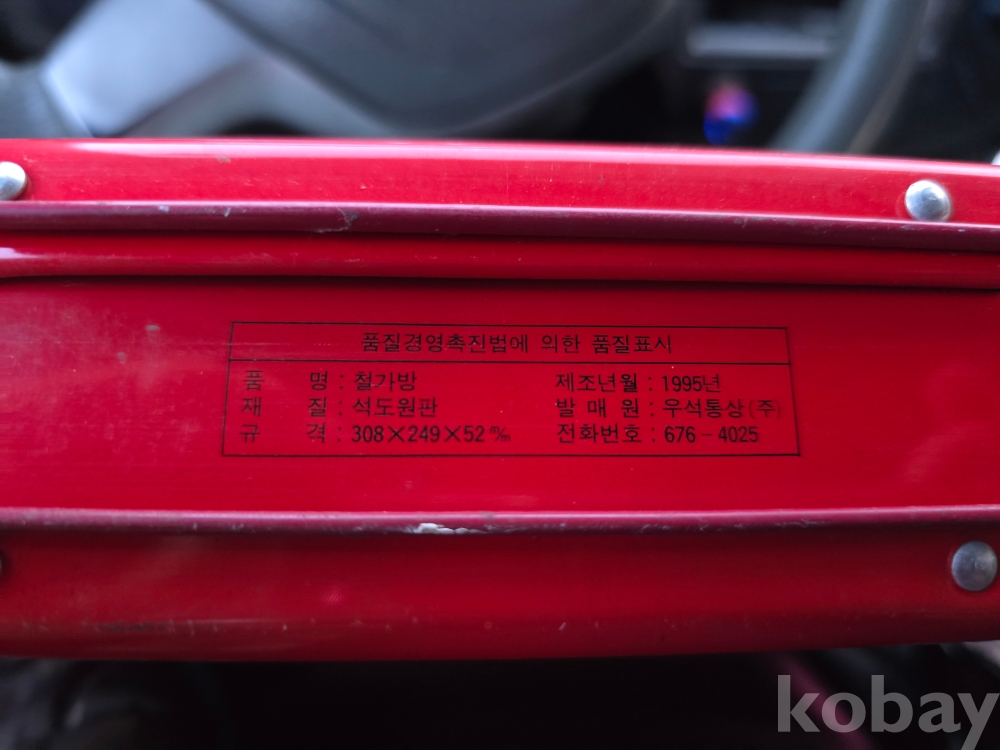 품질경영촉진법에 의한 품질표시
품 명 : 철가방 제조년월 : 1995년
재 질 : 석도원판 발 매 원 : 우석통상(주)
규 격 : 308×249×52 m/m 전화번호 : 676-4025
kobay